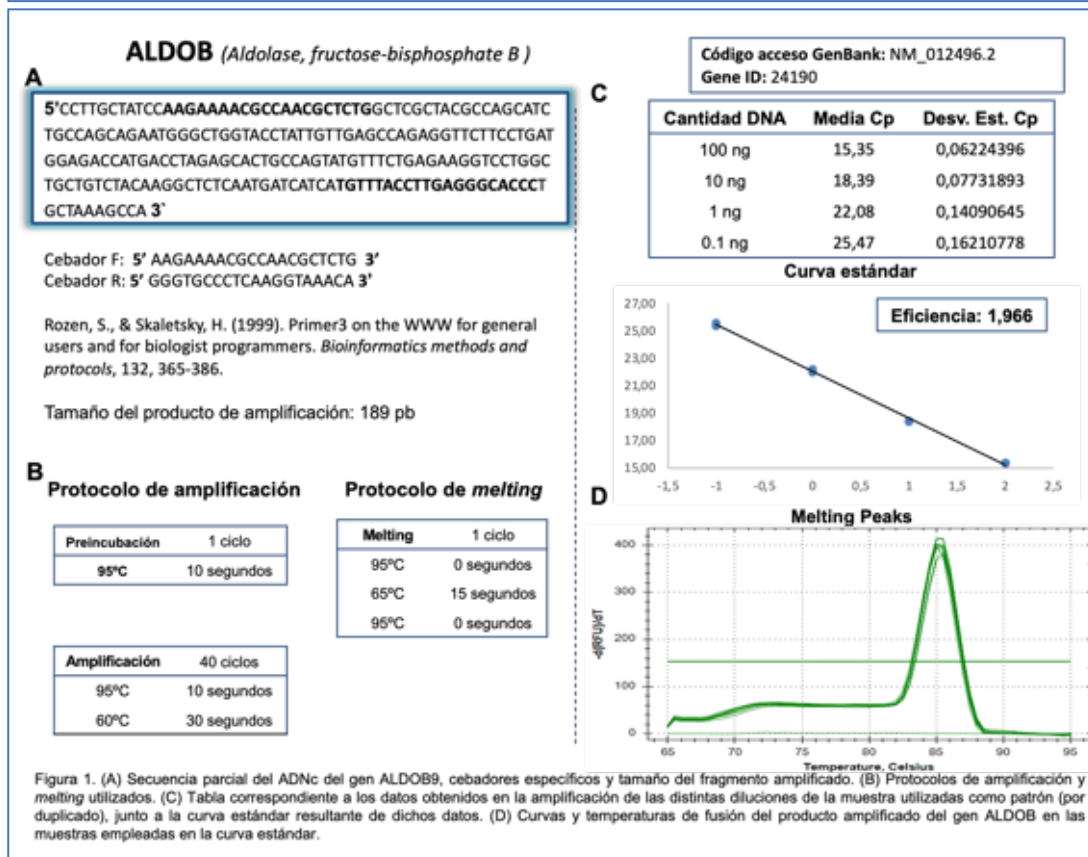 ALDOB (Aldolase, fructose-bisphosphate B )
A
5'CCTTGCTATCCAAGAAAACGCCAACGCTCTGGCTCGCTACGCCAGCATC
TGCCAGCAGAATGGGCTGGTACCTATTGTTGAGCCAGAGGTTCTTCCTGAT
GGAGACCATGACCTAGAGCACTGCCAGTATGTTTCTGAGAAGGTCCTGGC
TGCTGTCTACAAGGCTCTCAATGATCATCATGTTTACCTTGAGGGCACCCT
GCTAAAGCCA 3`
Cebador F: 5' AAGAAAACGCCAACGCTCTG 3'
Cebador R: 5' GGGTGCCCTCAAGGTAAACA 3'
Rozen, S., & Skaletsky, H. (1999). Primer3 on the WWW for general
users and for biologist programmers. Bioinformatics methods and
protocols, 132, 365-386.
Tamaño del producto de amplificación: 189 pb
B
Protocolo de amplificación
Preincubación 1 ciclo
95ºC 10 segundos
Amplificación 40 ciclos
95ºC 10 segundos
60ºC 30 segundos
Protocolo de melting
Melting 1 ciclo
95ºC 0 segundos
65ºC 15 segundos
95ºC 0 segundos
Código acceso GenBank: NM_012496.2
Gene ID: 24190
C
Cantidad DNA Media Cp Desv. Est. Cp
100 ng 15,35 0,06224396
10 ng 18,39 0,07731893
1 ng 22,08 0,14090645
0.1 ng 25,47 0,16210778
Curva estándar
Eficiencia: 1,966
27,00
25,00
23,00
21,00
19,00
17,00
15,00
-1,5 -1 -0,5 0 0,5 1 1,5 2 2,5
D
Melting Peaks
-d(RFU)/dT
400
300
200
100
0
65 70 75 80 85 90 95
Temperature, Celsius
Figura 1. (A) Secuencia parcial del ADNc del gen ALDOB9, cebadores específicos y tamaño del fragmento amplificado. (B) Protocolos de amplificación y
melting utilizados. (C) Tabla correspondiente a los datos obtenidos en la amplificación de las distintas diluciones de la muestra utilizadas como patrón (por
duplicado), junto a la curva estándar resultante de dichos datos. (D) Curvas y temperaturas de fusión del producto amplificado del gen ALDOB en las
muestras empleadas en la curva estándar.